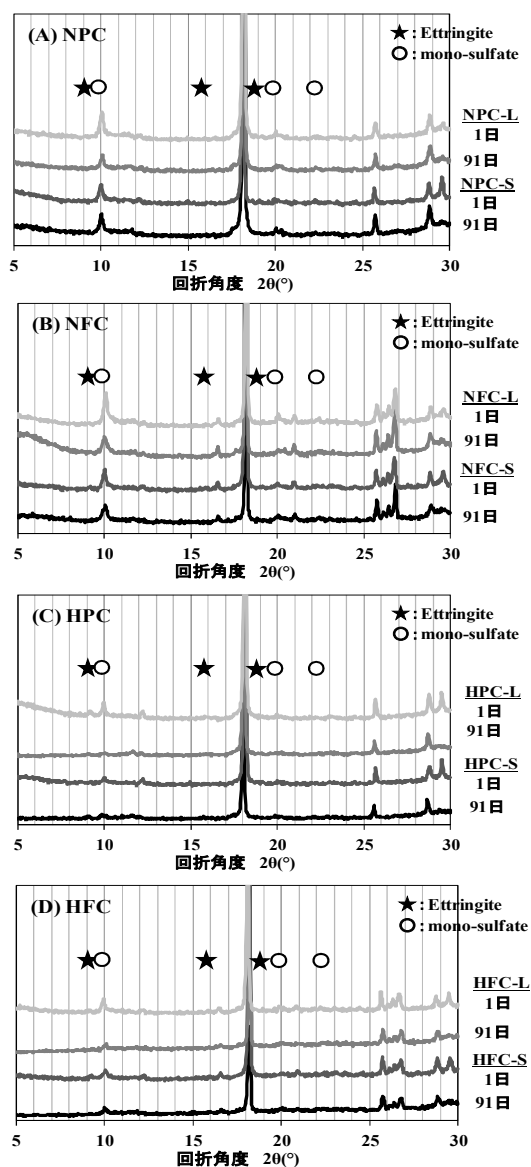 (A) NPC
★: Ettringite
○: mono-sulfate
NPC-L
1日
91日
NPC-S
1日
91日
5 10 15 20 25 30
回折角度 2θ(°)
(B) NFC
★: Ettringite
○: mono-sulfate
NFC-L
1日
91日
NFC-S
1日
91日
5 10 15 20 25 30
回折角度 2θ(°)
(C) HPC
★: Ettringite
○: mono-sulfate
HPC-L
1日
91日
HPC-S
1日
91日
5 10 15 20 25 30
回折角度 2θ(°)
(D) HFC
★: Ettringite
○: mono-sulfate
HFC-L
1日
91日
HFC-S
1日
91日
5 10 15 20 25 30
回折角度 2θ(°)